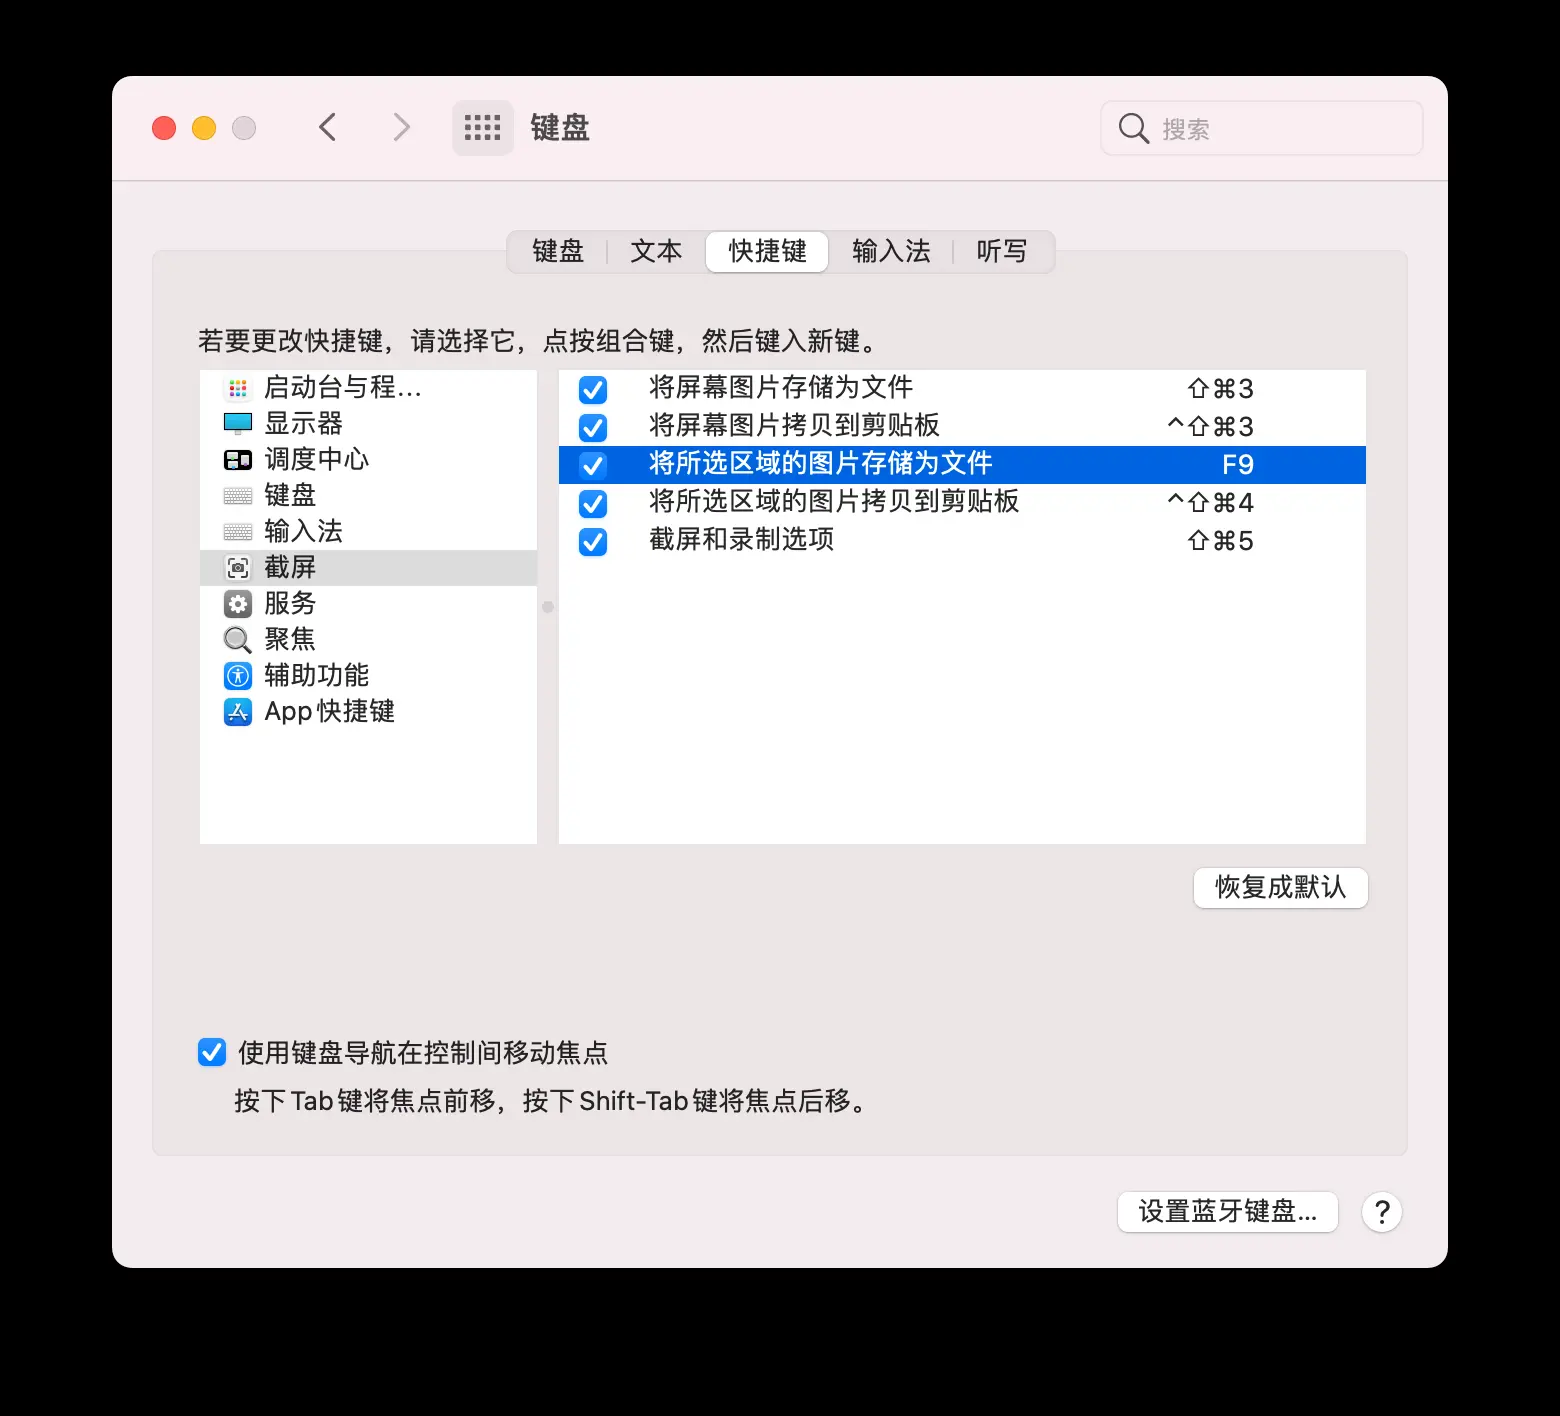 键盘
搜索
键盘 文本 快捷键 输入法 听写
若要更改快捷键，请选择它，点按组合键，然后键入新键。
启动台与程…
显示器
调度中心
键盘
输入法
截屏
服务
聚焦
辅助功能
App 快捷键
将屏幕图片存储为文件 ⇧⌘3
将屏幕图片拷贝到剪贴板 ^⇧⌘3
将所选区域的图片存储为文件 F9
将所选区域的图片拷贝到剪贴板 ^⇧⌘4
截屏和录制选项 ⇧⌘5
恢复成默认
使用键盘导航在控制间移动焦点
按下 Tab 键将焦点前移，按下 Shift-Tab 键将焦点后移。
设置蓝牙键盘... ?